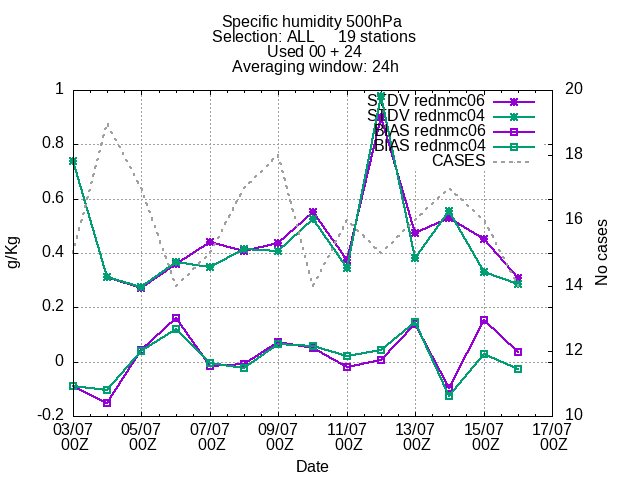 Specific humidity 500hPa
Selection: ALL 19 stations
Used 00 + 24
Averaging window: 24h
STDV rednmc06
STDV rednmc04
BIAS rednmc06
BIAS rednmc04
CASES
1
0.8
0.6
0.4
0.2
0
-0.2
g/Kg
20
18
16
14
12
10
No cases
03/07 05/07 07/07 09/07 11/07 13/07 15/07 17/07
00Z 00Z 00Z 00Z 00Z 00Z 00Z 00Z
Date